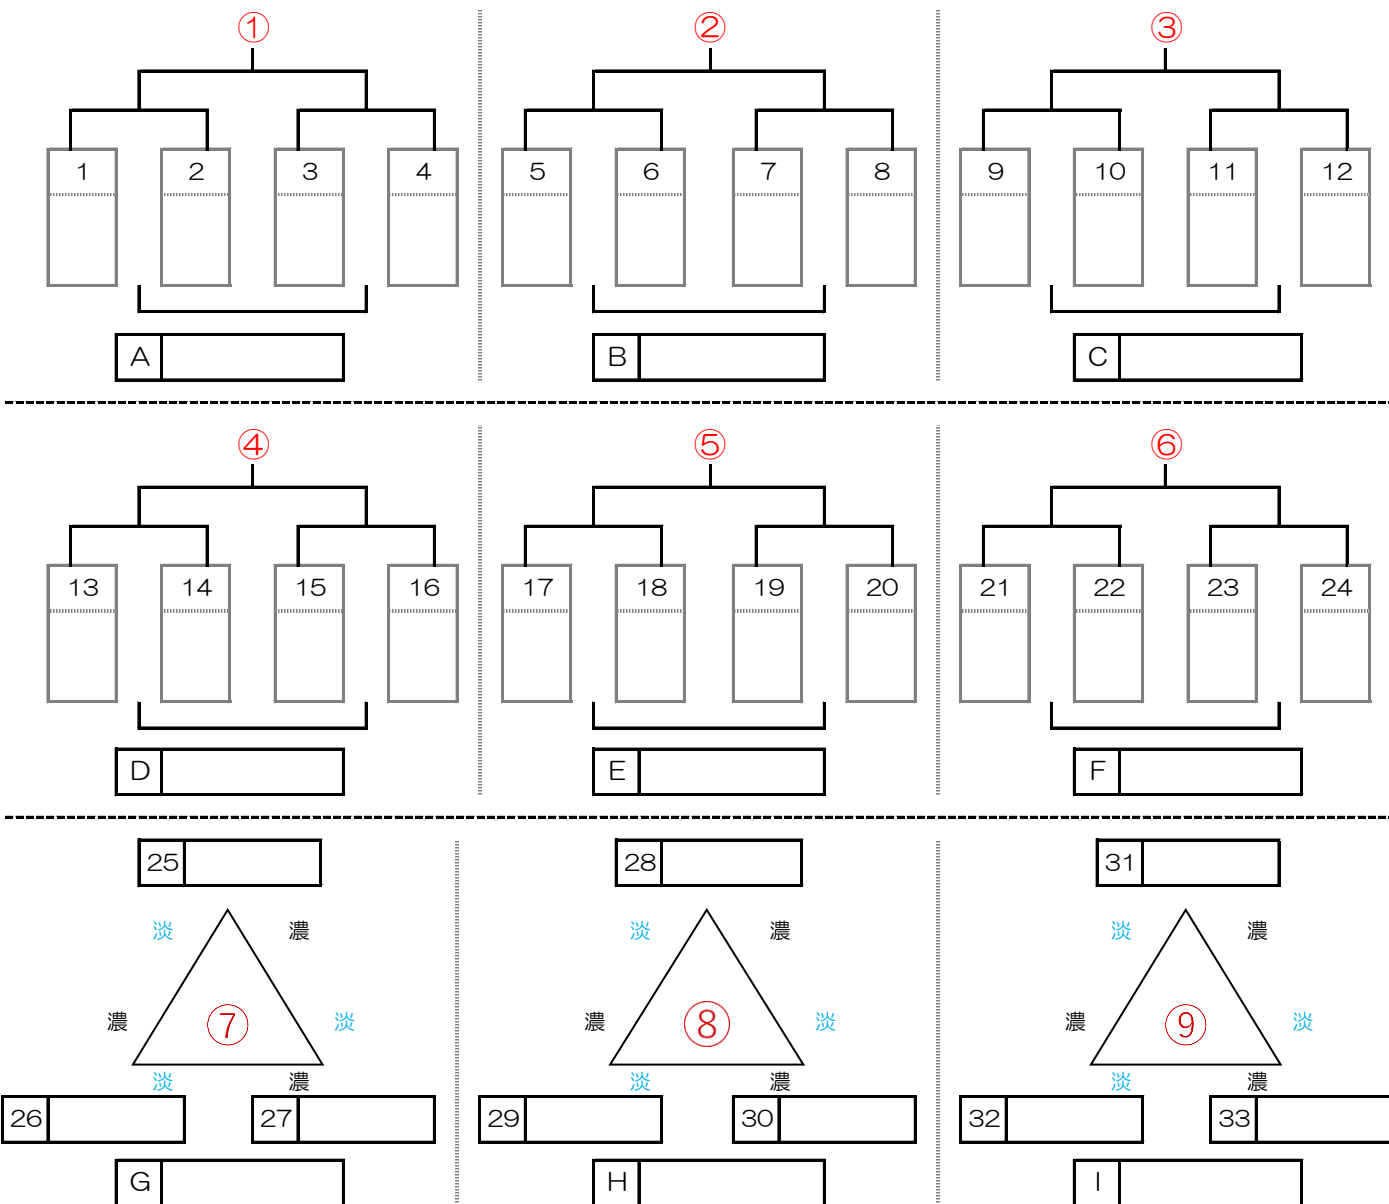 ① ② ③
1 2 3 4 5 6 7 8 9 10 11 12
A B C
④ ⑤ ⑥
13 14 15 16 17 18 19 20 21 22 23 24
D E F
25 28 31
淡 濃 淡 濃 淡 濃
濃 ⑦ 淡 濃 ⑧ 淡 濃 ⑨ 淡
淡 濃 淡 濃 淡 濃
26 27 29 30 32 33
G H I